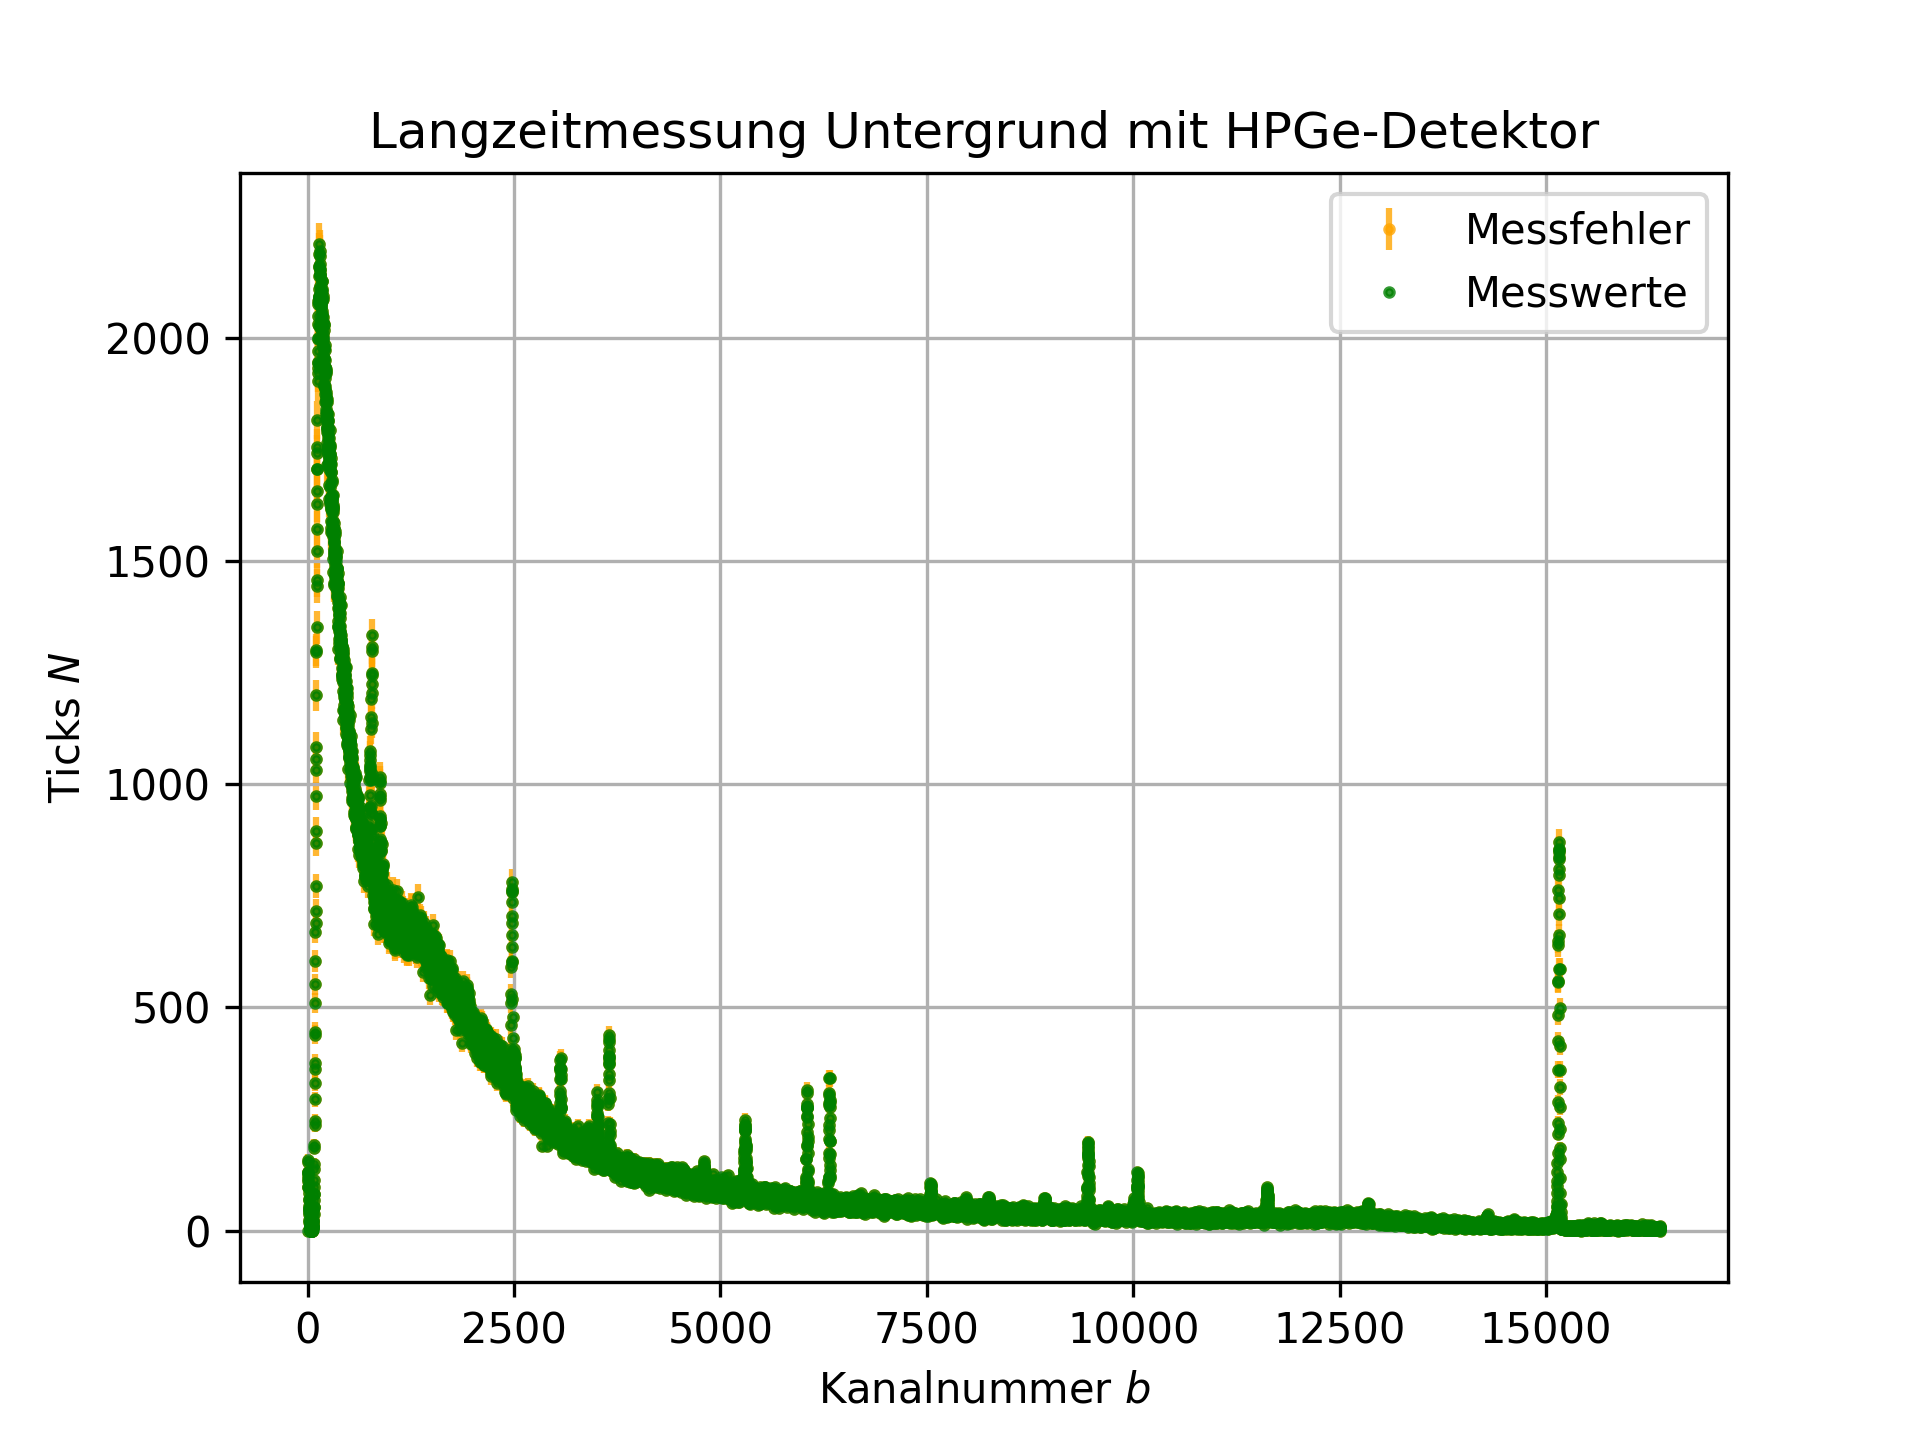 Langzeitmessung Untergrund mit HPGe-Detektor
Messfehler
Messwerte
2000
1500
1000
500
0
Ticks N
0 2500 5000 7500 10000 12500 15000
Kanalnummer b